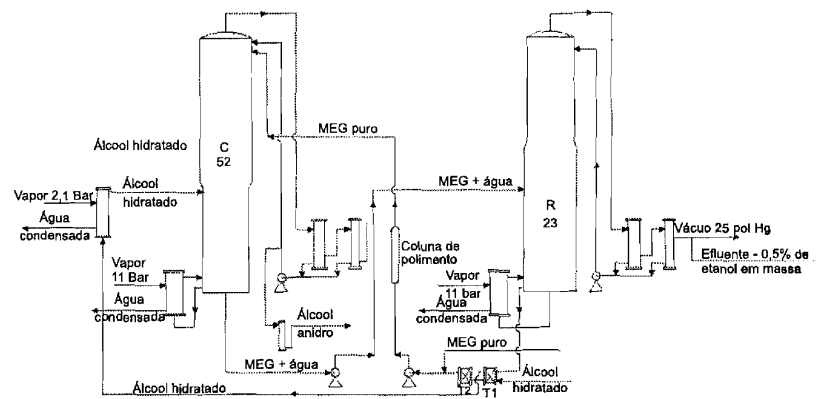 MEG puro
Álcool hidratado
C
52
MEG + água
R
23
Vapor 2,1 Bar
Álcool
hidratado
Água
condensada
Vapor
11 Bar
Água
condensada
Coluna de
polimento
Vapor
11 bar
Água
condensada
Vácuo 25 pol Hg
Efluente - 0,5% de
etanol em massa
Álcool
anidro
MEG + água
MEG puro
Álcool
hidratado
T2
T1
Álcool hidratado